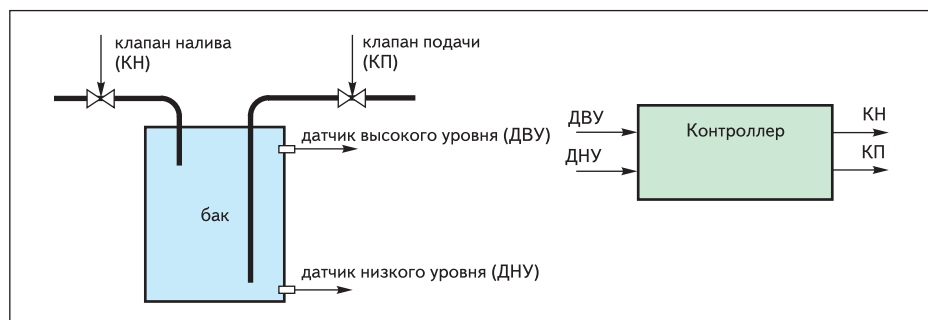 клапан налива
(КН)
клапан подачи
(КП)
датчик высокого уровня (ДВУ)
бак
датчик низкого уровня (ДНУ)
ДВУ
ДНУ
Контроллер
КН
КП